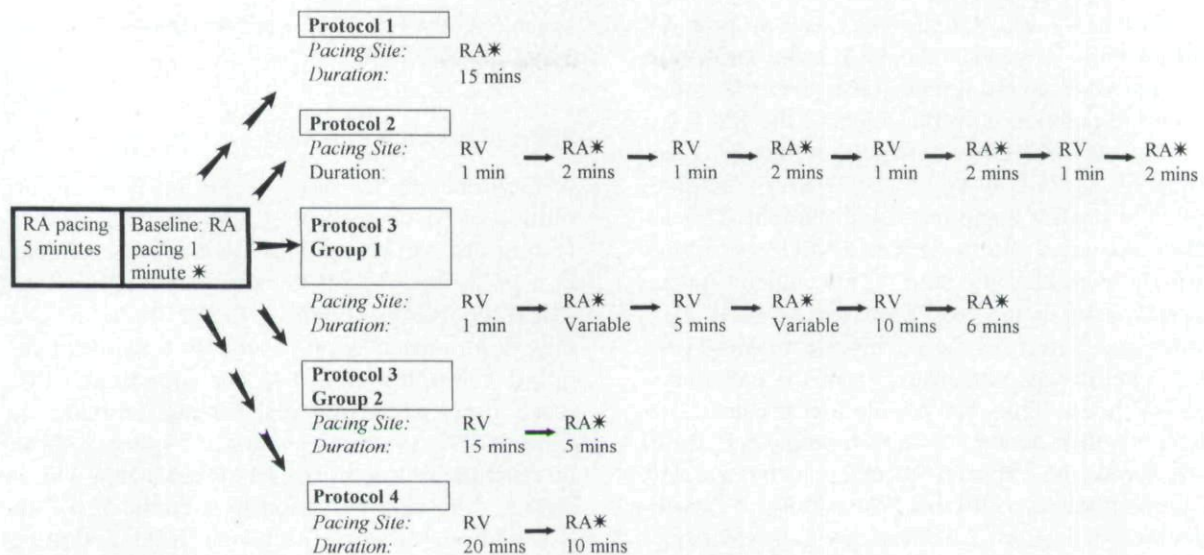 Protocol 1
Pacing Site: RA✷
Duration: 15 mins
Protocol 2
Pacing Site: RV RA✷ RV RA✷ RV RA✷ RV RA✷
Duration: 1 min 2 mins 1 min 2 mins 1 min 2 mins 1 min 2 mins
RA pacing
5 minutes
Baseline: RA
pacing 1
minute ✷
Protocol 3
Group 1
Pacing Site: RV RA✷ RV RA✷ RV RA✷
Duration: 1 min Variable 5 mins Variable 10 mins 6 mins
Protocol 3
Group 2
Pacing Site: RV RA✷
Duration: 15 mins 5 mins
Protocol 4
Pacing Site: RV RA✷
Duration: 20 mins 10 mins